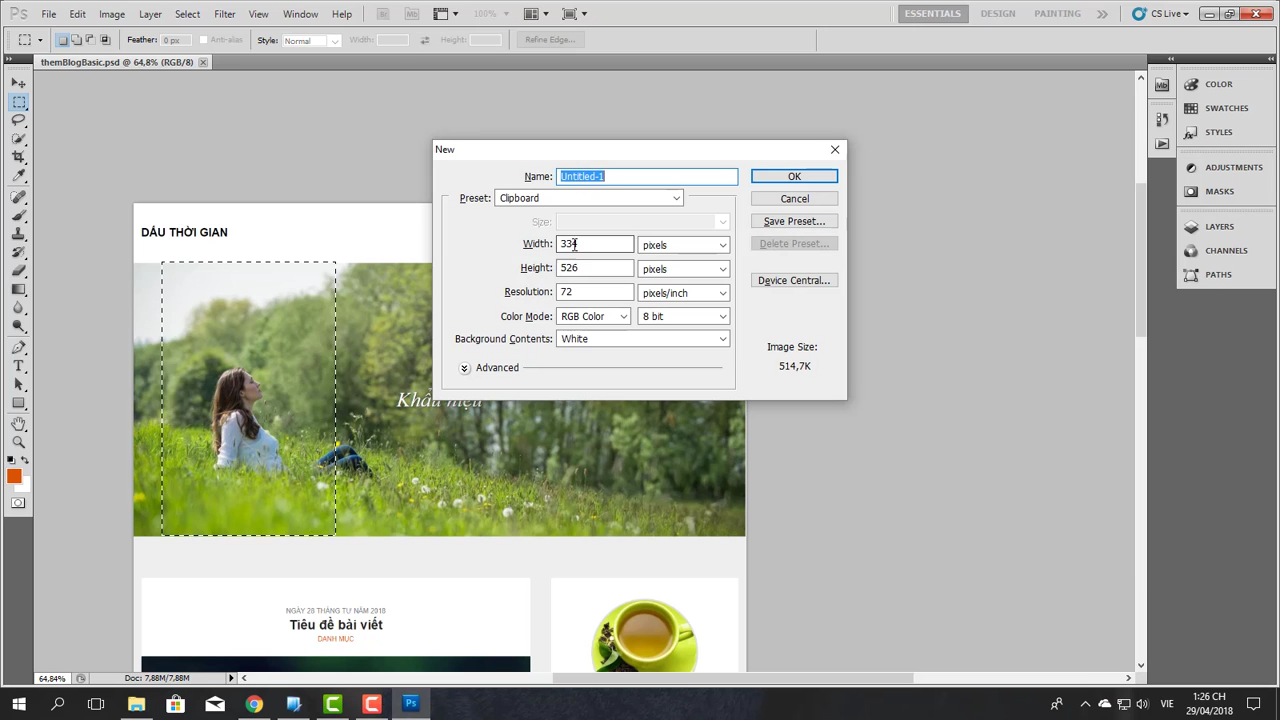 Ps File Edit Image Layer Select Filter View Window Help Br Mb 100% ESSENTIALS DESIGN PAINTING CS Live
Feather: 0 px Anti-alias Style: Normal Width: Height: Refine Edge...
themBlogBasic.psd @ 64,8% (RGB/8)
New
Name: Untitled-1 OK
Preset: Clipboard Cancel
Size: Save Preset...
Width: 334 pixels Delete Preset...
Height: 526 pixels
Device Central...
Resolution: 72 pixels/inch
Color Mode: RGB Color 8 bit
Background Contents: White
Image Size:
514,7K
Advanced
Mb COLOR
SWATCHES
STYLES
ADJUSTMENTS
MASKS
LAYERS
CHANNELS
PATHS
DẤU THỜI GIAN
Khẩu hiệu
NGÀY 28 THÁNG TƯ NĂM 2018
Tiêu đề bài viết
DANH MỤC
64,84% Doc: 7,88M/7,88M
Ps VIE 1:26 CH
29/04/2018